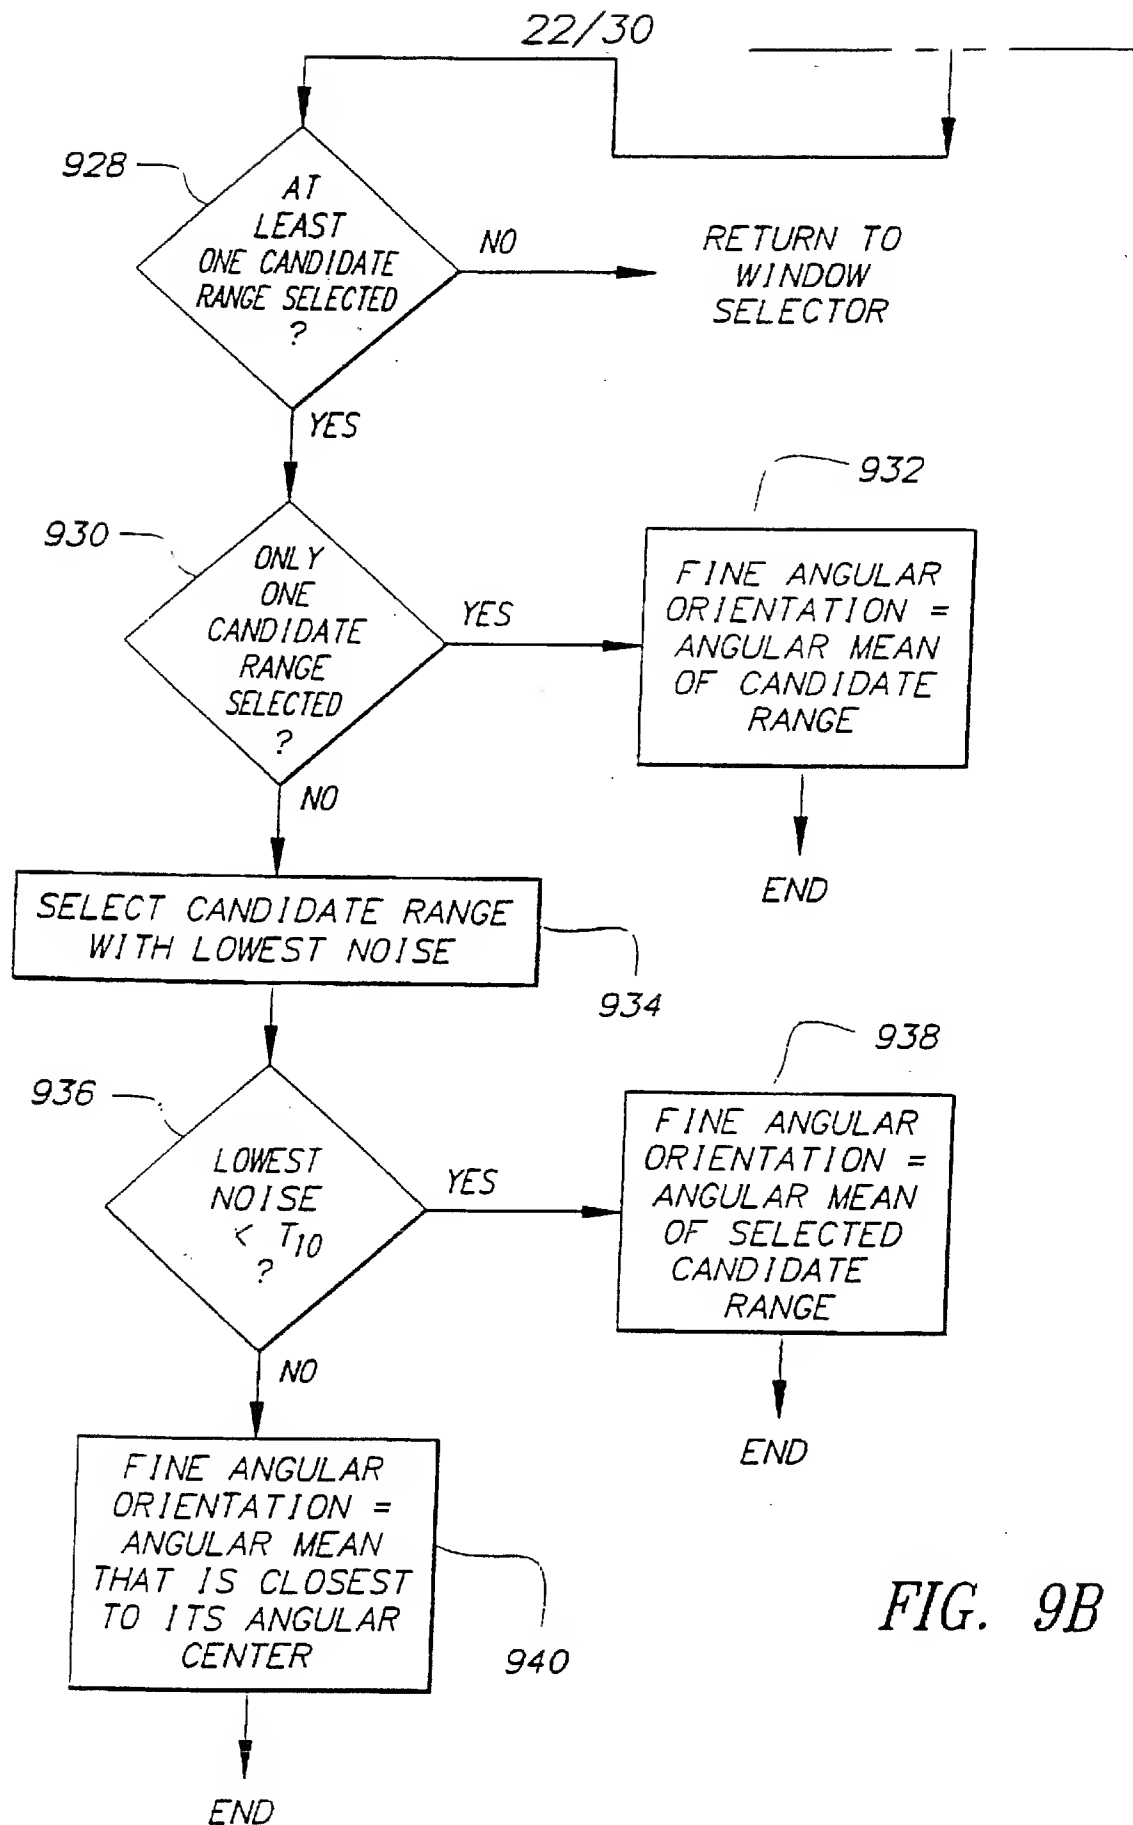 22/30
928
AT
LEAST
ONE CANDIDATE
RANGE SELECTED
?
NO
RETURN TO
WINDOW
SELECTOR
YES
930
ONLY
ONE
CANDIDATE
RANGE
SELECTED
?
YES
932
FINE ANGULAR
ORIENTATION =
ANGULAR MEAN
OF CANDIDATE
RANGE
END
NO
SELECT CANDIDATE RANGE
WITH LOWEST NOISE
934
936
LOWEST
NOISE
< T10
?
YES
938
FINE ANGULAR
ORIENTATION =
ANGULAR MEAN
OF SELECTED
CANDIDATE
RANGE
END
NO
FINE ANGULAR
ORIENTATION =
ANGULAR MEAN
THAT IS CLOSEST
TO ITS ANGULAR
CENTER
940
END
FIG. 9B